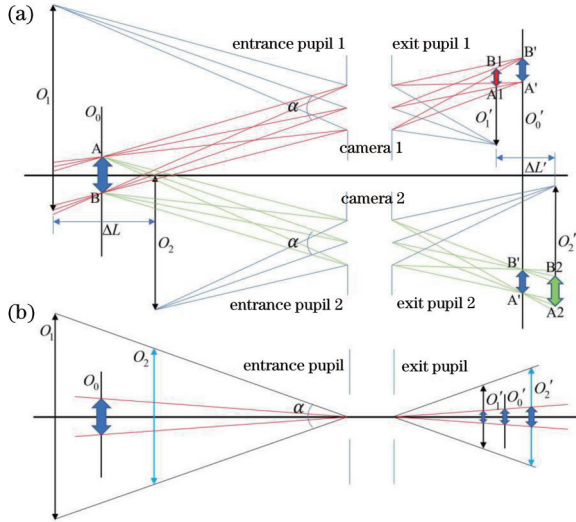 (a)
entrance pupil 1
exit pupil 1
B1
B'
O₁
O₀
α
A1
A'
O₁'
O₀'
A
camera 1
ΔL'
B
camera 2
ΔL
O₂
α
B'
B2
O₂'
A'
A2
entrance pupil 2
exit pupil 2
(b)
O₁
O₂
entrance pupil
exit pupil
O₀
α
O₁'
O₀'
O₂'